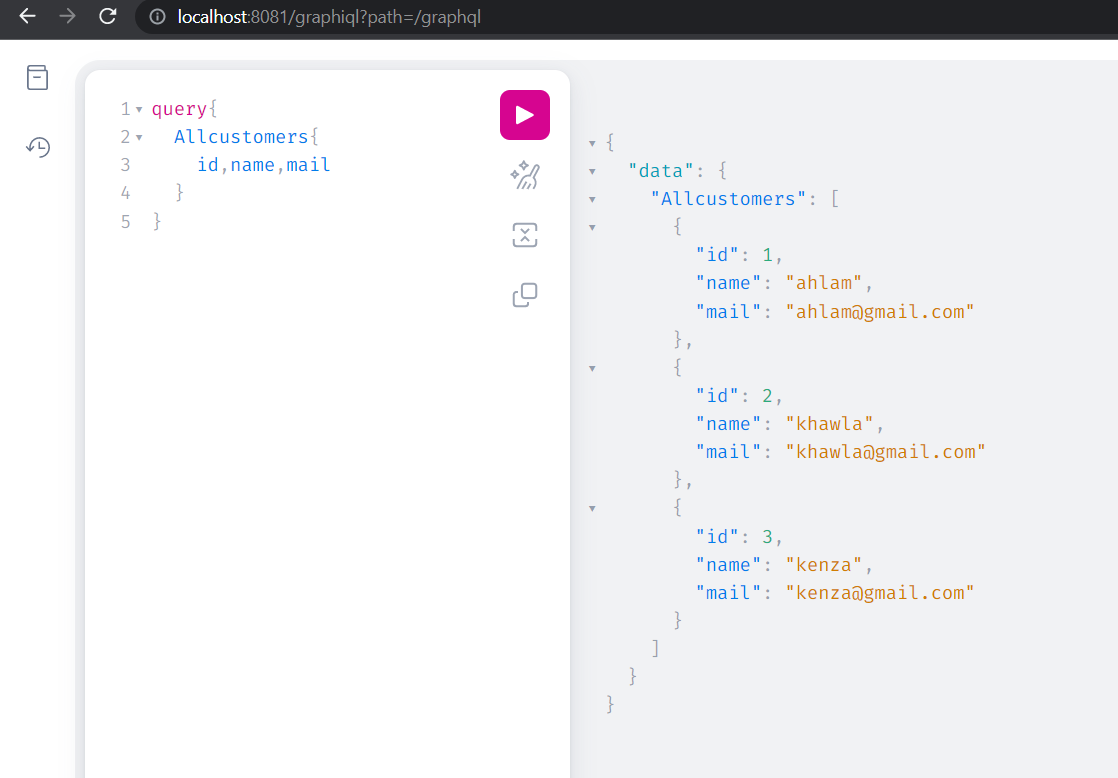 localhost:8081/graphiql?path=/graphql
1 query{
2 Allcustomers{
3 id,name,mail
4 }
5 }
{
"data": {
"Allcustomers": [
{
"id": 1,
"name": "ahlam",
"mail": "ahlam@gmail.com"
},
{
"id": 2,
"name": "khawla",
"mail": "khawla@gmail.com"
},
{
"id": 3,
"name": "kenza",
"mail": "kenza@gmail.com"
}
]
}
}